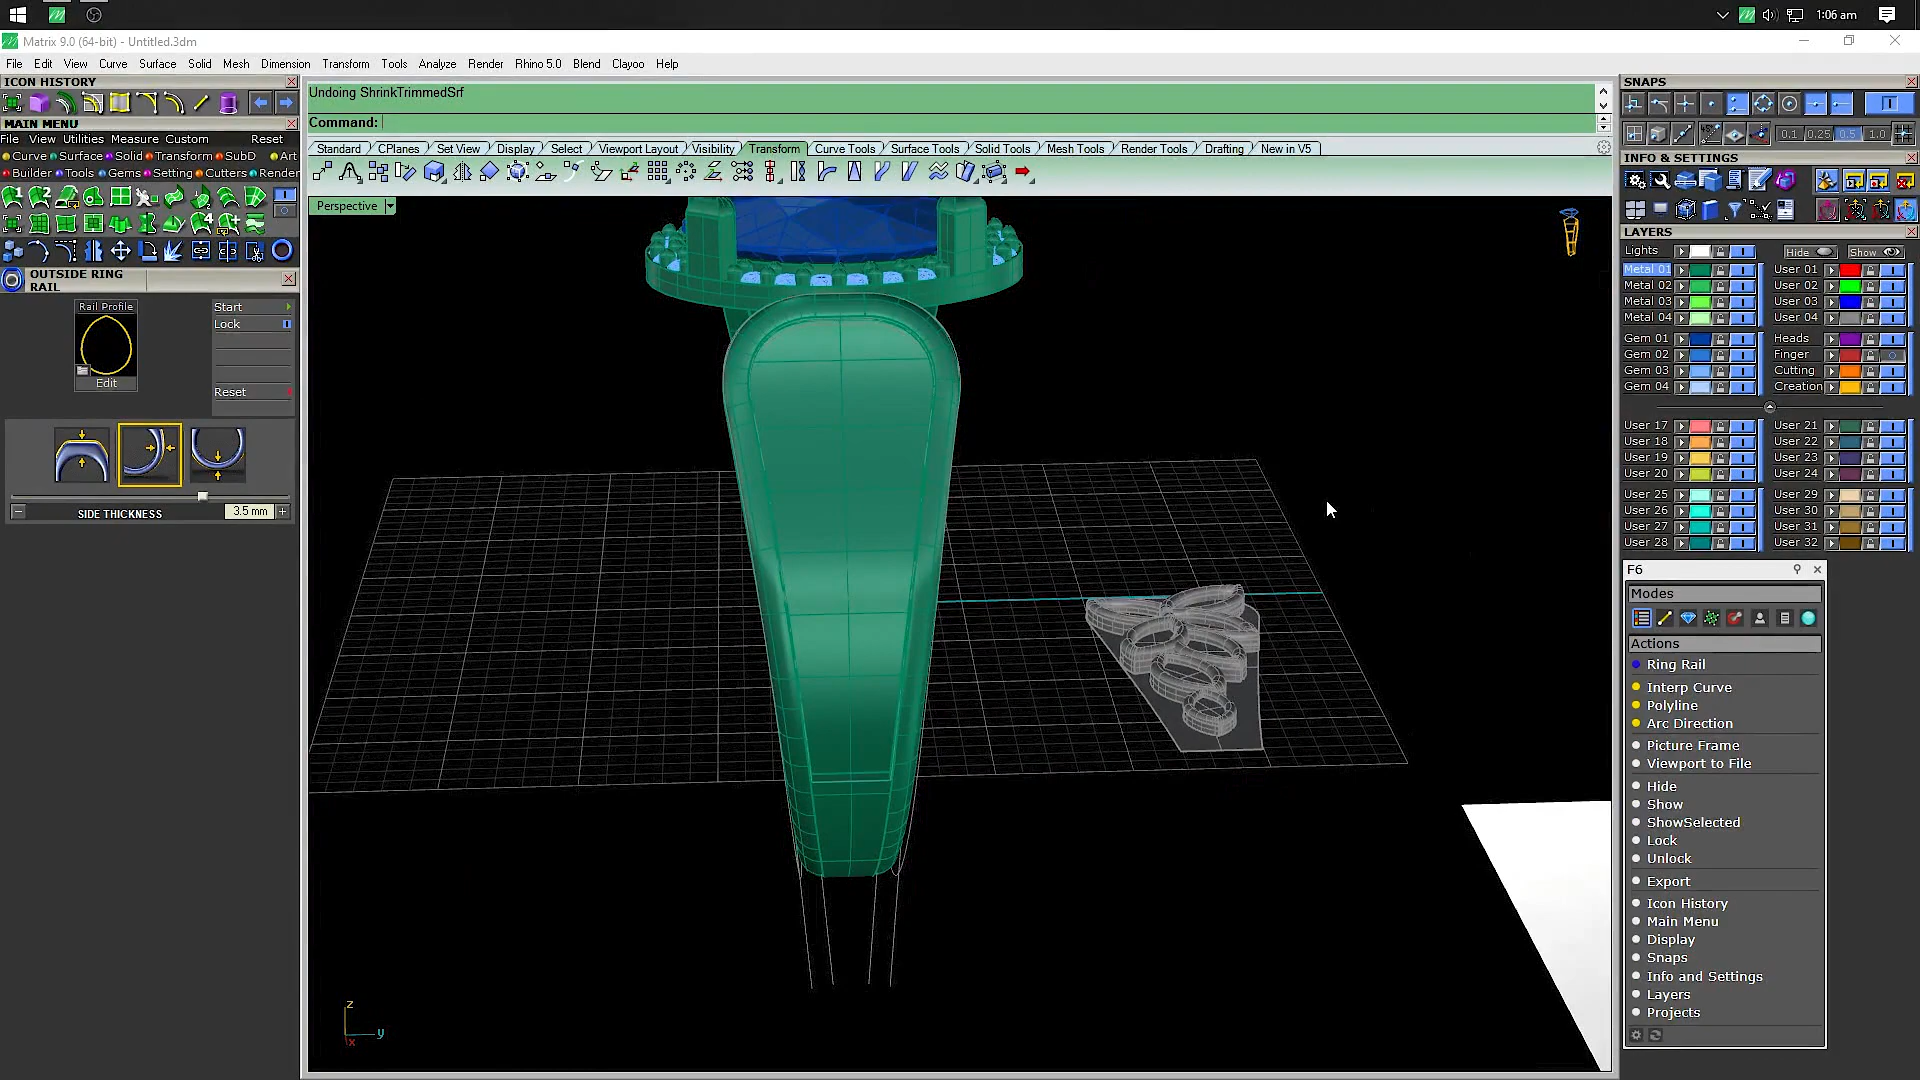 1:06 am
Matrix 9.0 (64-bit) - Untitled.3dm
File Edit View Curve Surface Solid Mesh Dimension Transform Tools Analyze Render Rhino 5.0 Blend Clayoo Help
ICON HISTORY
MAIN MENU
File View Utilities Measure Custom Reset
Curve Surface Solid Transform SubD Art
Builder Tools Gems Setting Cutters Render
OUTSIDE RING
RAIL
Rail Profile
Edit
Start
Lock
Reset
SIDE THICKNESS 3.5 mm
Undoing ShrinkTrimmedSrf
Command:
Standard CPlanes Set View Display Select Viewport Layout Visibility Transform Curve Tools Surface Tools Solid Tools Mesh Tools Render Tools Drafting New in V5
Perspective
z
y
x
SNAPS
0.1 0.25 0.5 1.0
INFO & SETTINGS
LAYERS
Lights Hide Show
Metal 01 User 01
Metal 02 User 02
Metal 03 User 03
Metal 04 User 04
Gem 01 Heads
Gem 02 Finger
Gem 03 Cutting
Gem 04 Creation
User 17 User 21
User 18 User 22
User 19 User 23
User 20 User 24
User 25 User 29
User 26 User 30
User 27 User 31
User 28 User 32
F6
Modes
Actions
Ring Rail
Interp Curve
Polyline
Arc Direction
Picture Frame
Viewport to File
Hide
Show
ShowSelected
Lock
Unlock
Export
Icon History
Main Menu
Display
Snaps
Info and Settings
Layers
Projects